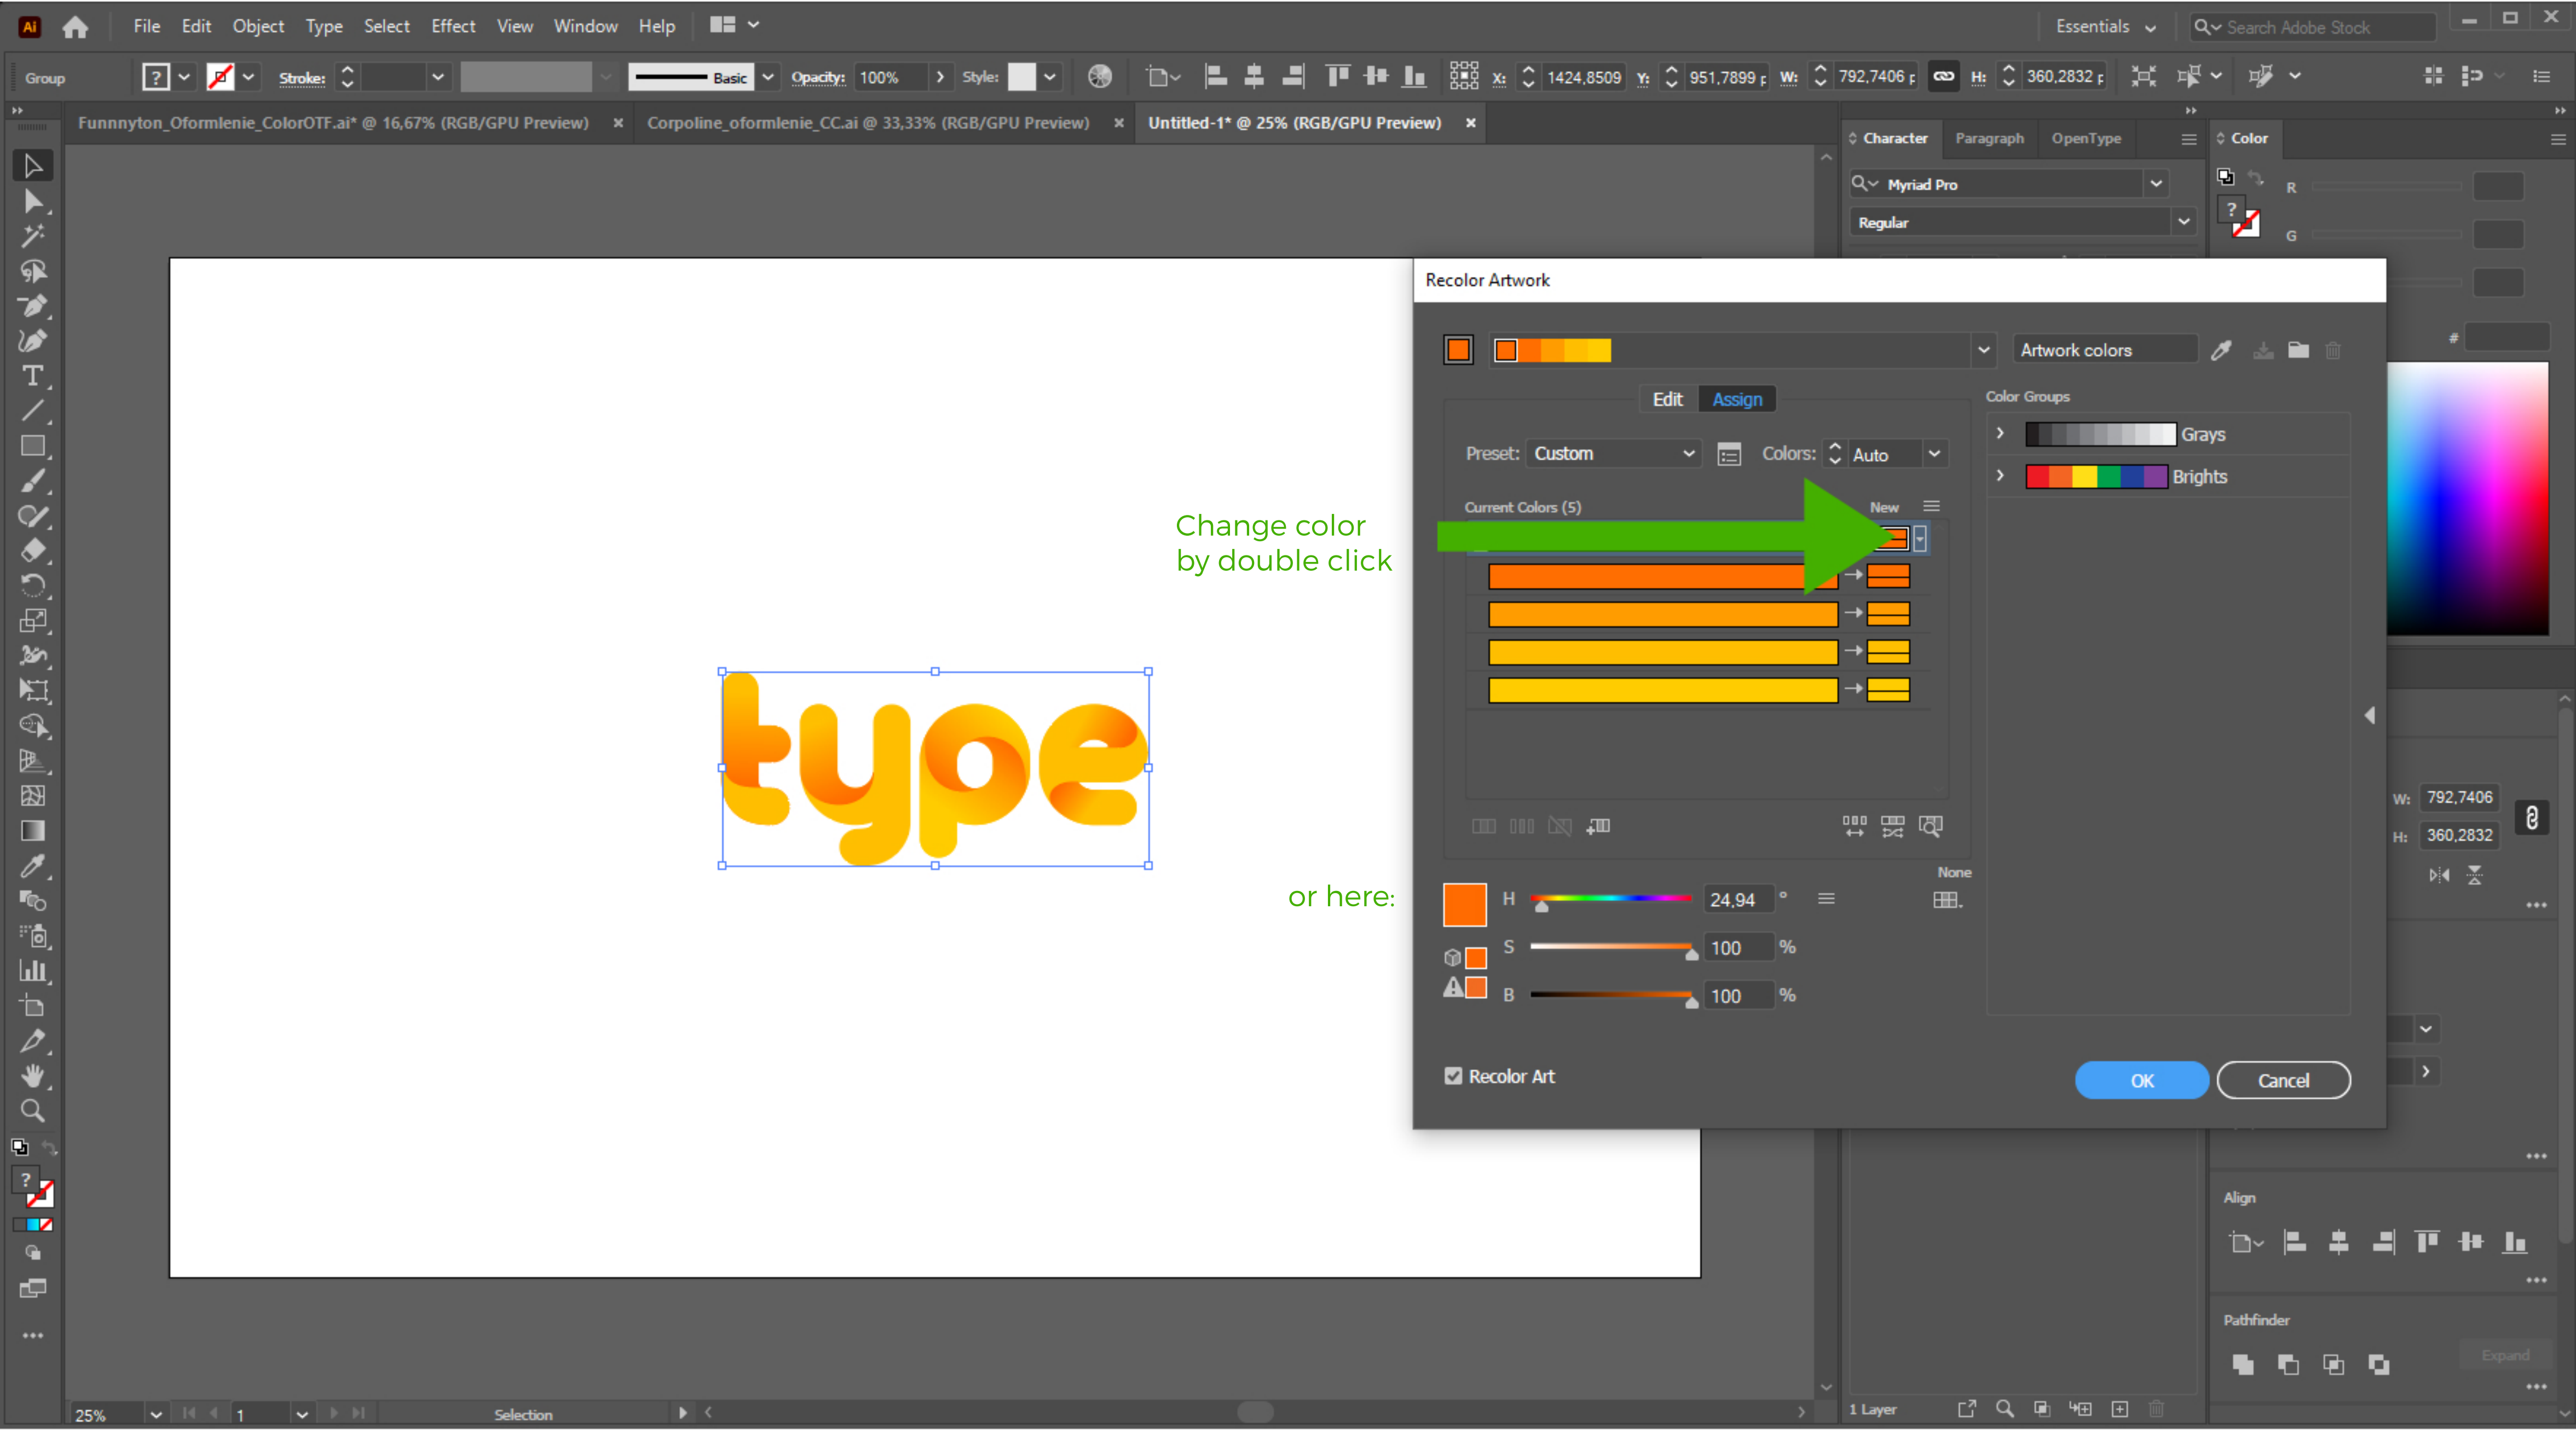 Ai File Edit Object Type Select Effect View Window Help Essentials Search Adobe Stock
Group ? Stroke: Basic Opacity: 100% Style: X: 1424,8509 Y: 951,7899 p W: 792,7406 p H: 360,2832 p
Funnnyton_Oformlenie_ColorOTF.ai* @ 16,67% (RGB/GPU Preview) × Corpoline_oformlenie_CC.ai @ 33,33% (RGB/GPU Preview) × Untitled-1* @ 25% (RGB/GPU Preview) ×
Character Paragraph OpenType Color
Myriad Pro
Regular
R
?
G
#
Recolor Artwork
Artwork colors
Edit Assign
Color Groups
Preset: Custom Colors: Auto
Grays
Brights
Current Colors (5) New
Change color
by double click
type
or here:
None
H 24,94 °
S 100 %
B 100 %
Recolor Art
OK Cancel
W: 792,7406
H: 360,2832
?
Align
Pathfinder
Expand
25% 1 Selection
1 Layer